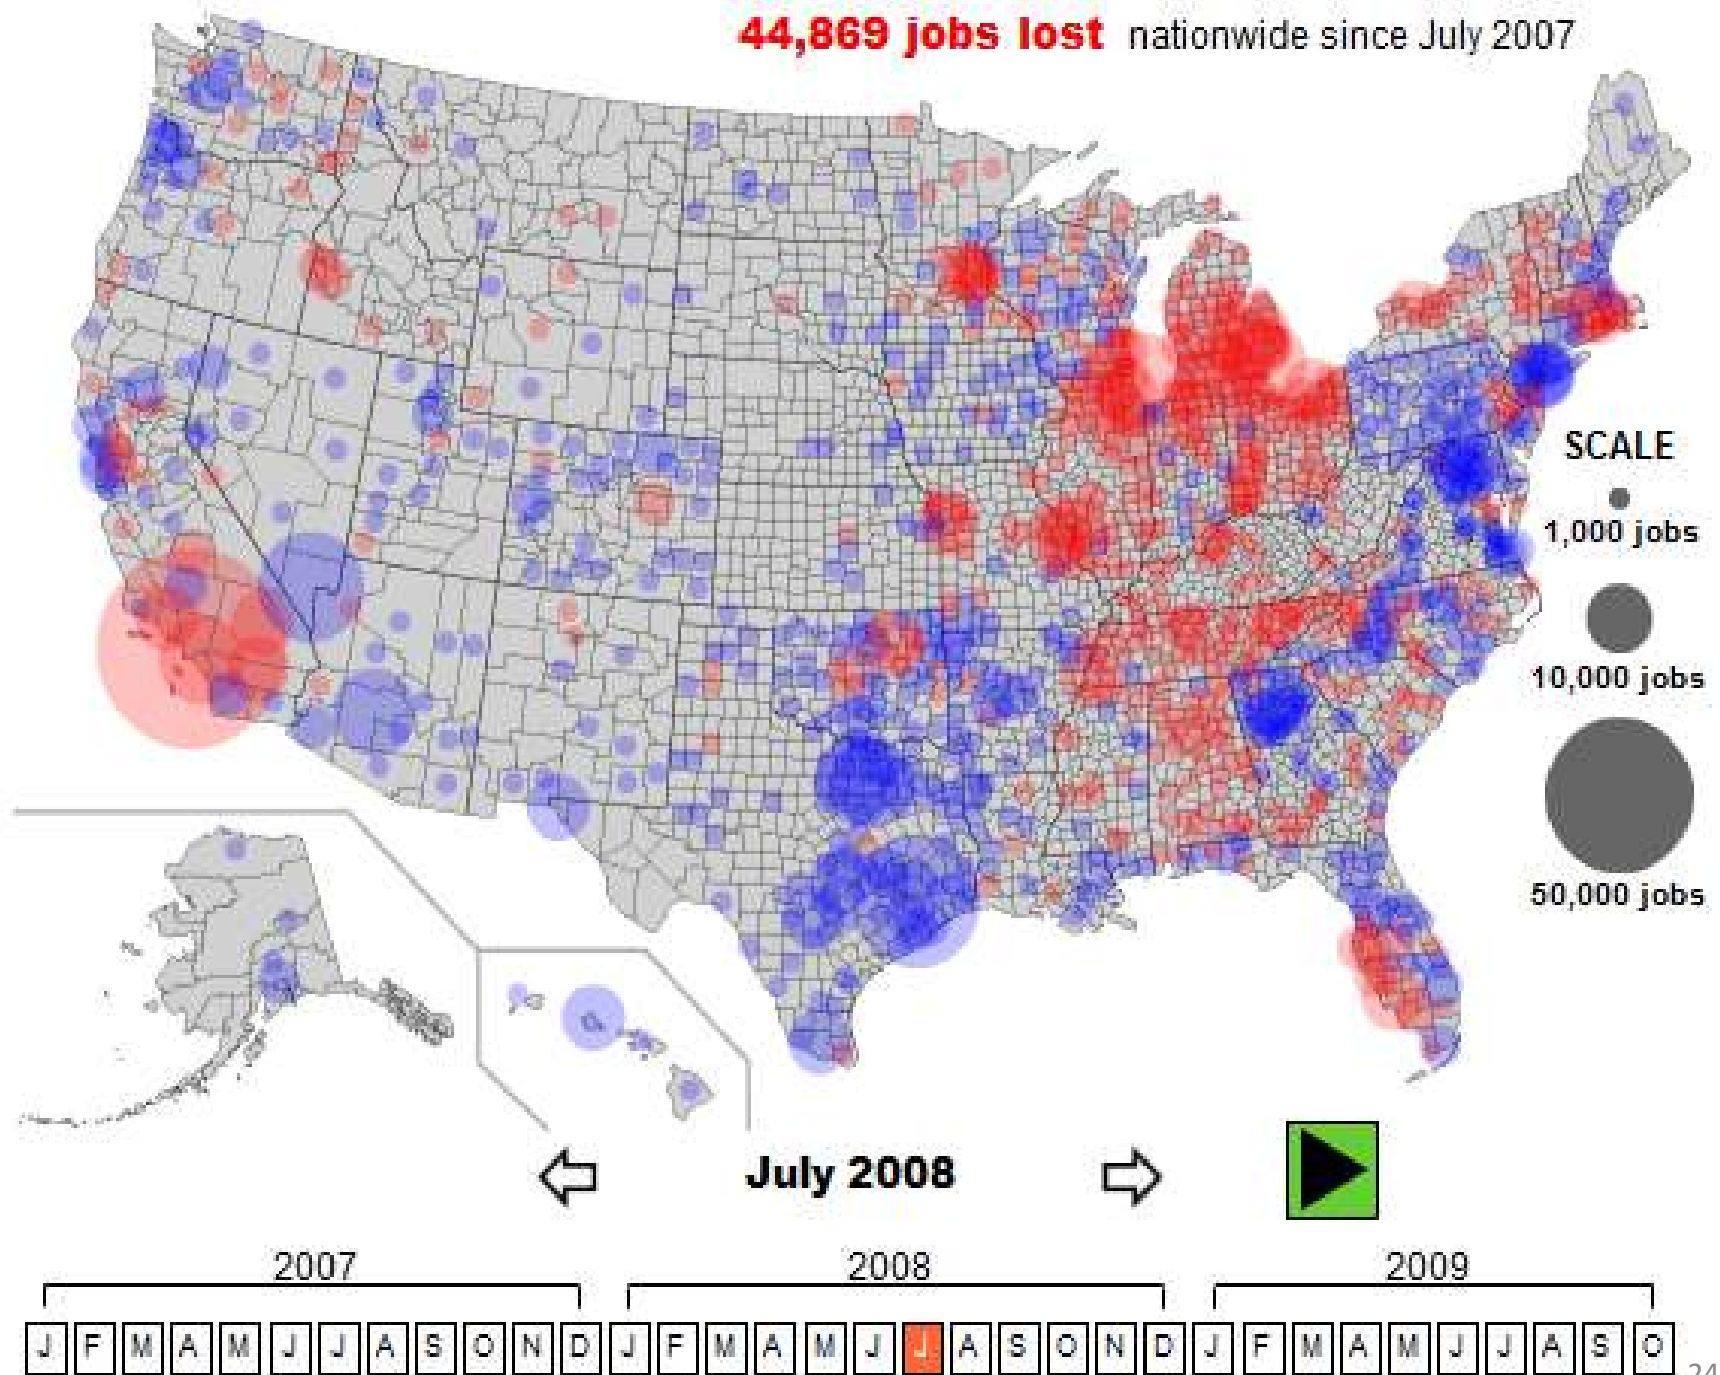 44,869 jobs lost nationwide since July 2007
SCALE
1,000 jobs
10,000 jobs
50,000 jobs
July 2008
2007 2008 2009
J F M A M J J A S O N D J F M A M J J A S O N D J F M A M J J A S O
24